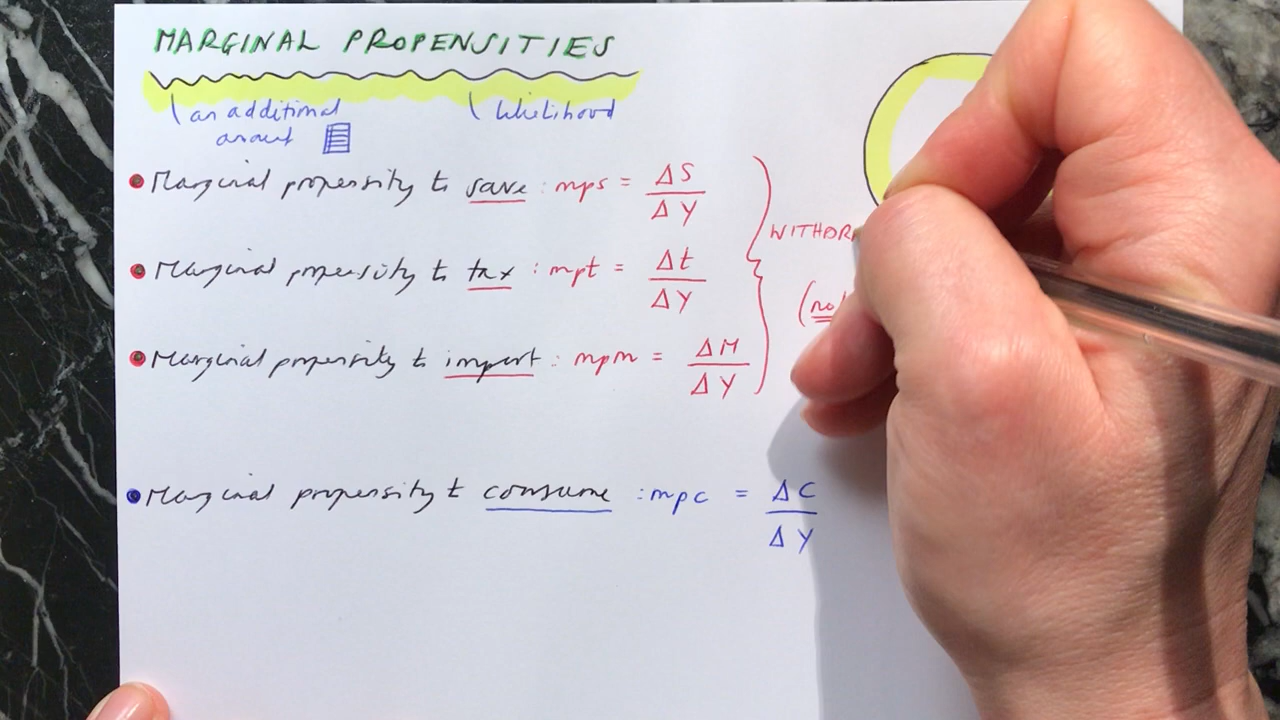 MARGINAL PROPENSITIES
an additional likelihood
amount
Marginal propensity to save : mps = ΔS / ΔY
Marginal propensity to tax : mpt = Δt / ΔY
Marginal propensity to import : mpm = ΔM / ΔY
WITHDR
(no
Marginal propensity to consume : mpc = ΔC / ΔY